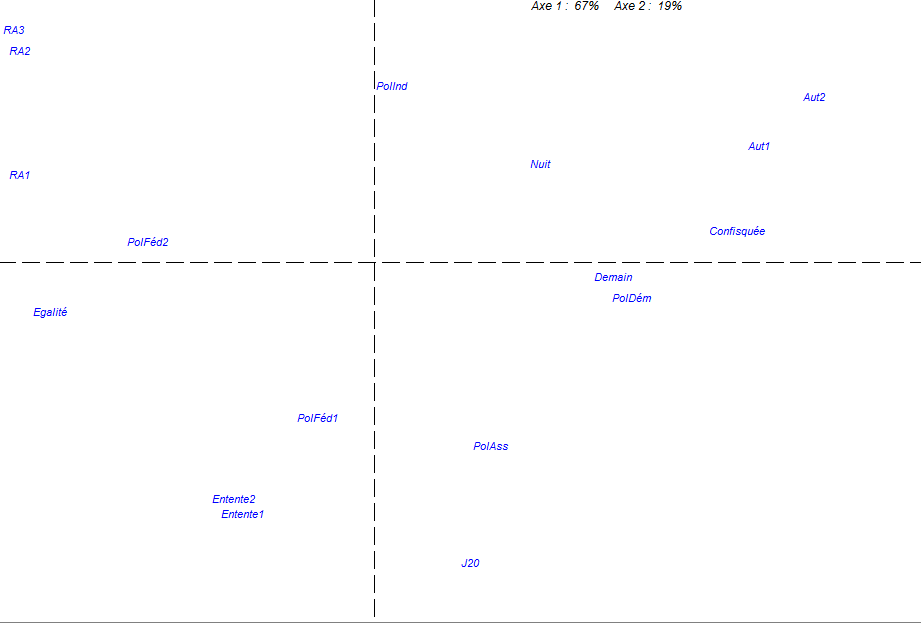 Axe 1 : 67% Axe 2 : 19%
RA3
RA2
PolInd
Aut2
Aut1
Nuit
RA1
Confisquée
PolFéd2
Demain
PolDém
Egalité
PolFéd1
PolAss
Entente2
Entente1
J20